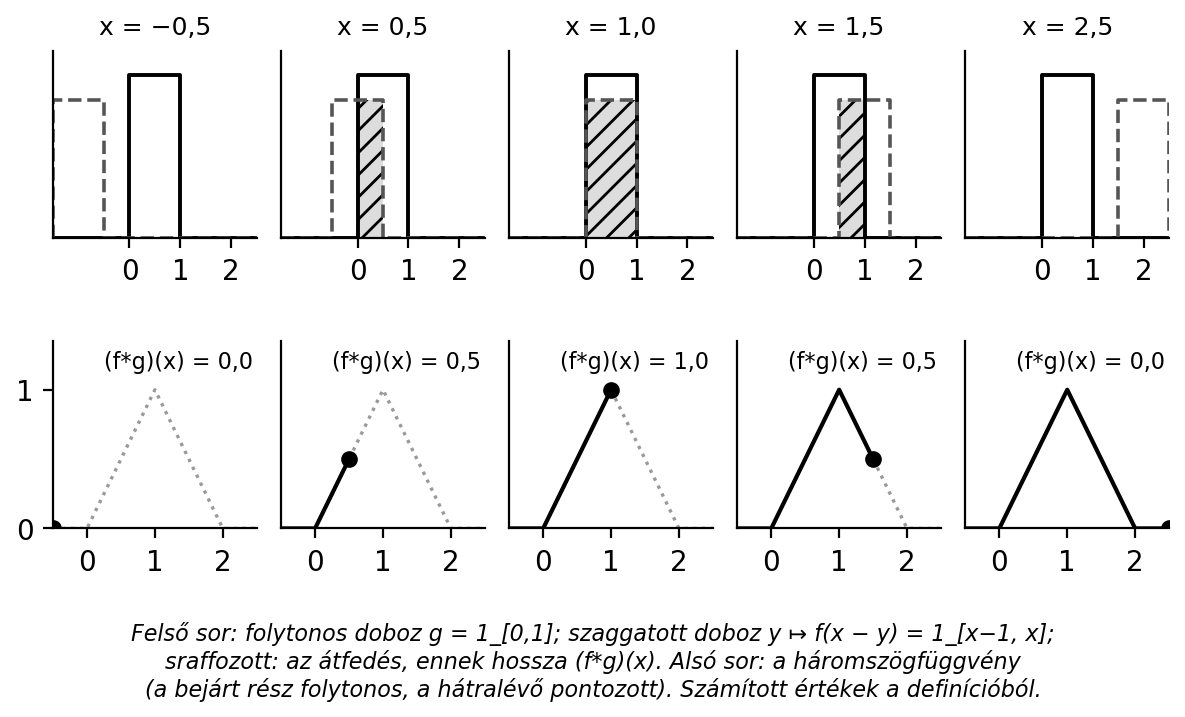 x = −0,5 x = 0,5 x = 1,0 x = 1,5 x = 2,5
0 1 2 0 1 2 0 1 2 0 1 2 0 1 2
(f*g)(x) = 0,0 (f*g)(x) = 0,5 (f*g)(x) = 1,0 (f*g)(x) = 0,5 (f*g)(x) = 0,0
1
0
0 1 2 0 1 2 0 1 2 0 1 2 0 1 2
Felső sor: folytonos doboz g = 1_[0,1]; szaggatott doboz y ↦ f(x − y) = 1_[x−1, x];
sraffozott: az átfedés, ennek hossza (f*g)(x). Alsó sor: a háromszögfüggvény
(a bejárt rész folytonos, a hátralévő pontozott). Számított értékek a definícióból.